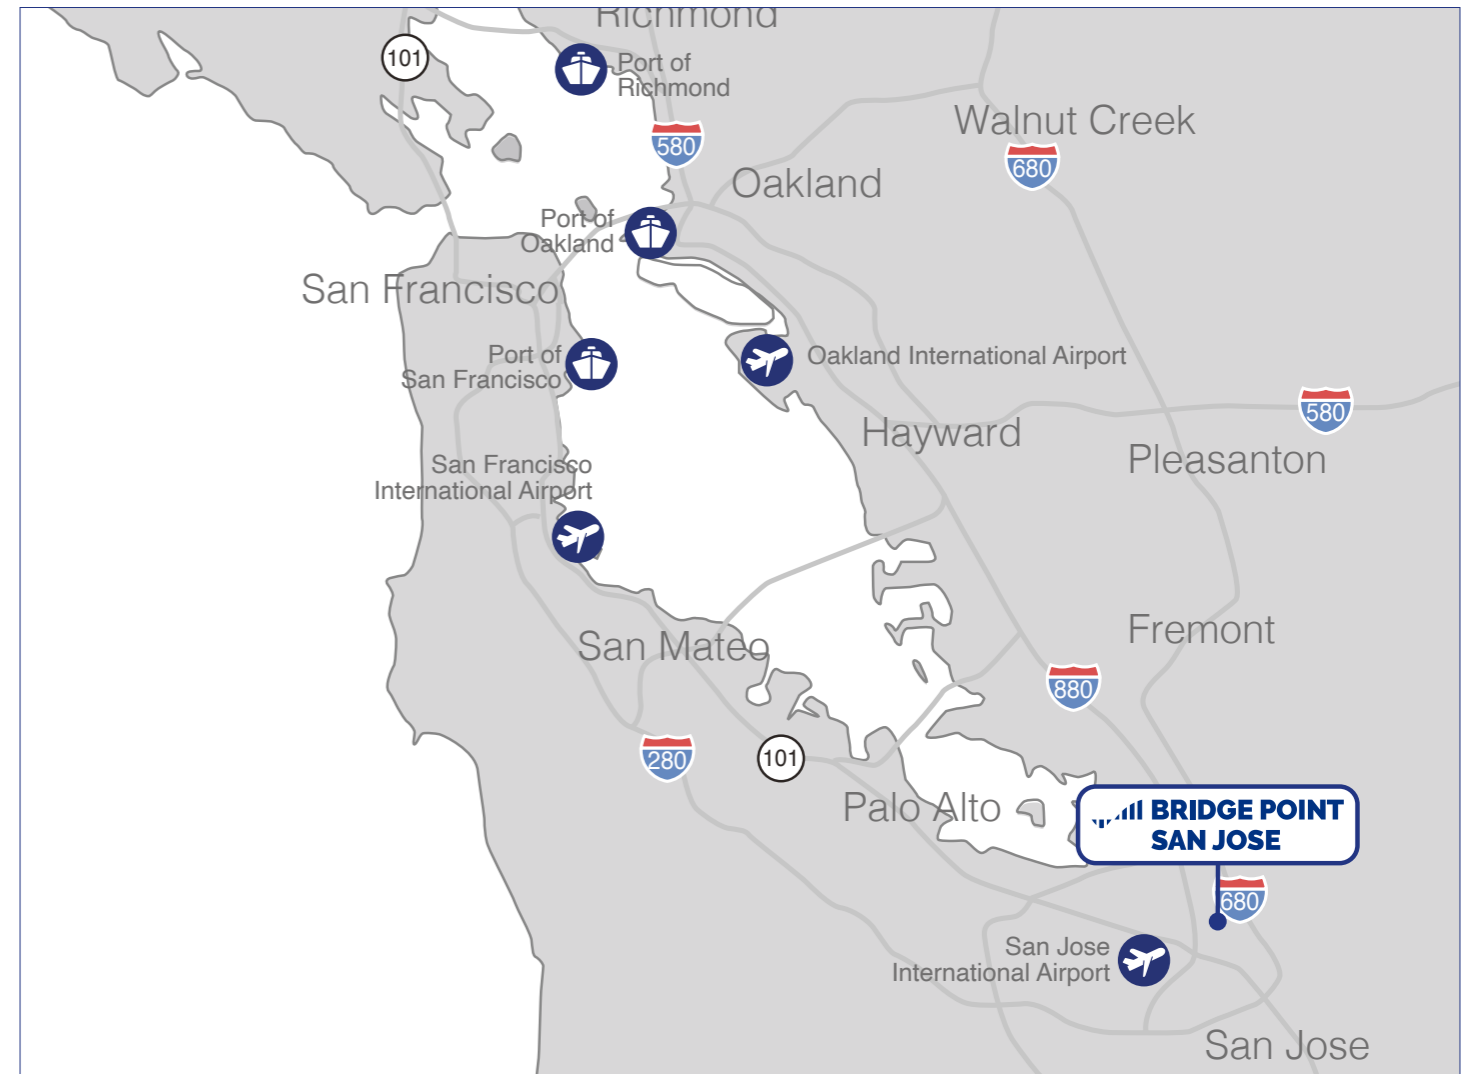 Richmond
101
Port of
Richmond
Walnut Creek
580
680
Oakland
Port of
Oakland
San Francisco
Port of
San Francisco
Oakland International Airport
580
Hayward
Pleasanton
San Francisco
International Airport
San Mateo
Fremont
880
280
101
Palo Alto
BRIDGE POINT
SAN JOSE
680
San Jose
International Airport
San Jose